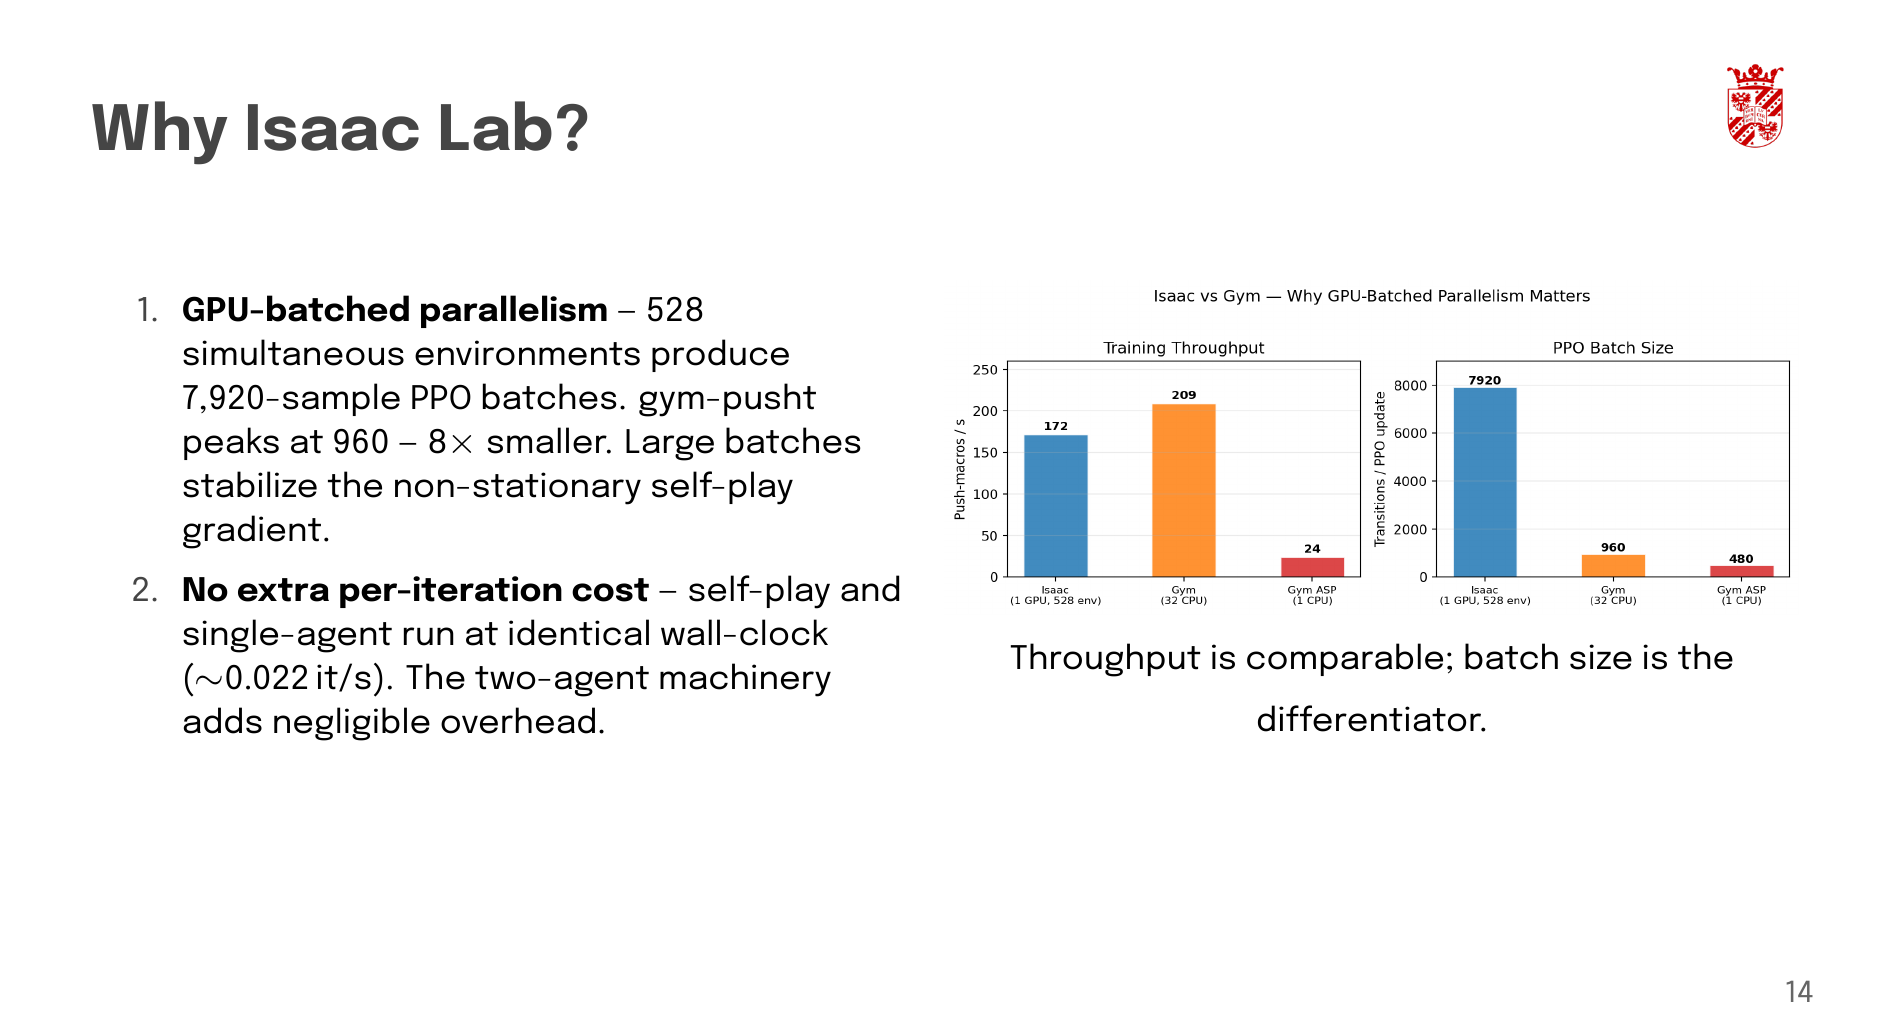 Why Isaac Lab?
1. GPU-batched parallelism – 528
simultaneous environments produce
7,920-sample PPO batches. gym-pusht
peaks at 960 – 8× smaller. Large batches
stabilize the non-stationary self-play
gradient.
2. No extra per-iteration cost – self-play and
single-agent run at identical wall-clock
(∼0.022 it/s). The two-agent machinery
adds negligible overhead.
Isaac vs Gym — Why GPU-Batched Parallelism Matters
Training Throughput
Push-macros / s
250
200
150
100
50
0
172
209
24
Isaac
(1 GPU, 528 env)
Gym
(32 CPU)
Gym ASP
(1 CPU)
PPO Batch Size
Transitions / PPO update
8000
6000
4000
2000
0
7920
960
480
Isaac
(1 GPU, 528 env)
Gym
(32 CPU)
Gym ASP
(1 CPU)
Throughput is comparable; batch size is the
differentiator.
14